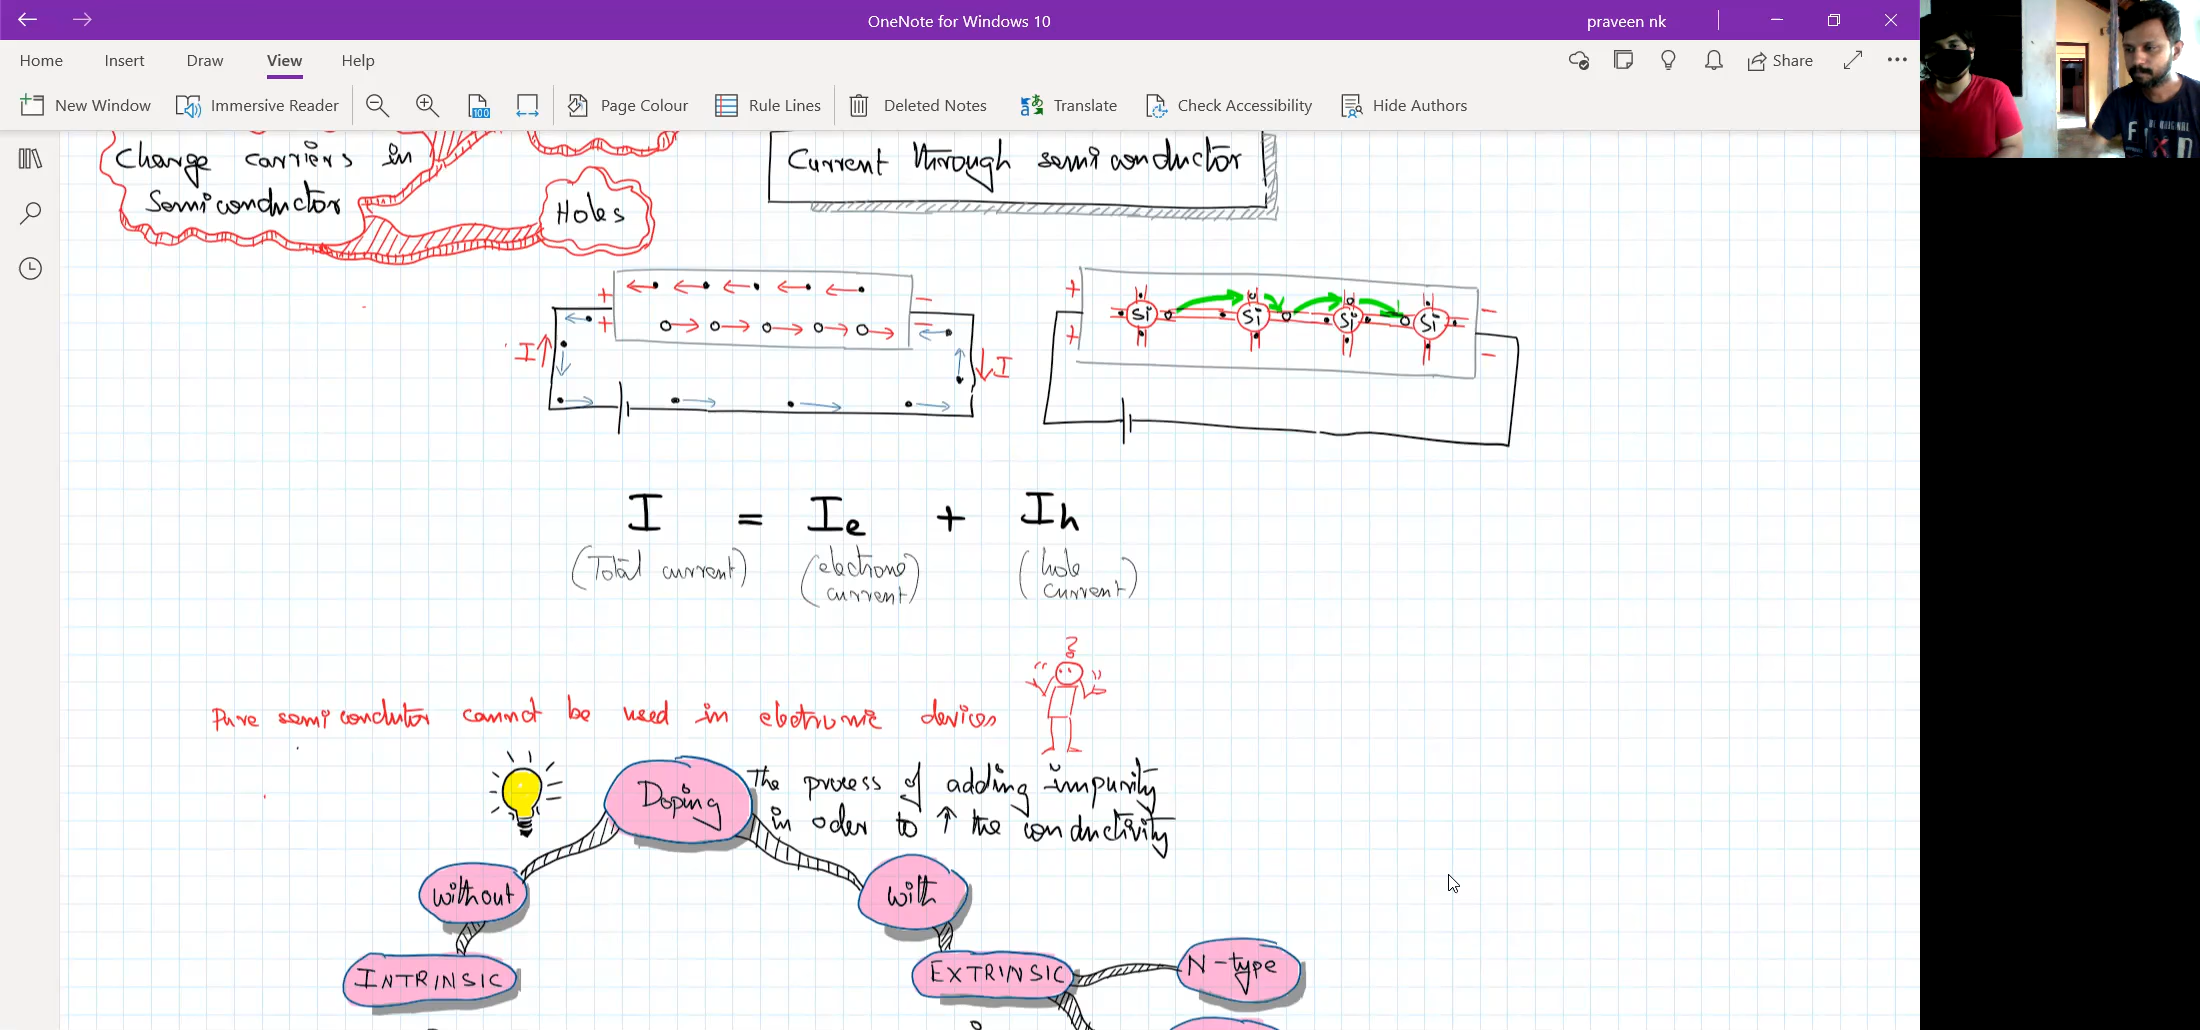 OneNote for Windows 10
praveen nk
Home Insert Draw View Help
Share
New Window Immersive Reader 100 Page Colour Rule Lines Deleted Notes Translate Check Accessibility Hide Authors
Charge carriers in
Semiconductor
Holes
Current through semiconductor
+ −
+ −
I
I
+ −
+ −
Si Si Si Si
I = Ie + Ih
(Total current) (electrone current) (hole current)
?
Pure semiconductor cannot be used in electronic devices
Doping
The process of adding impurity
in order to ↑ the conductivity
without
with
INTRINSIC
EXTRINSIC
N-type